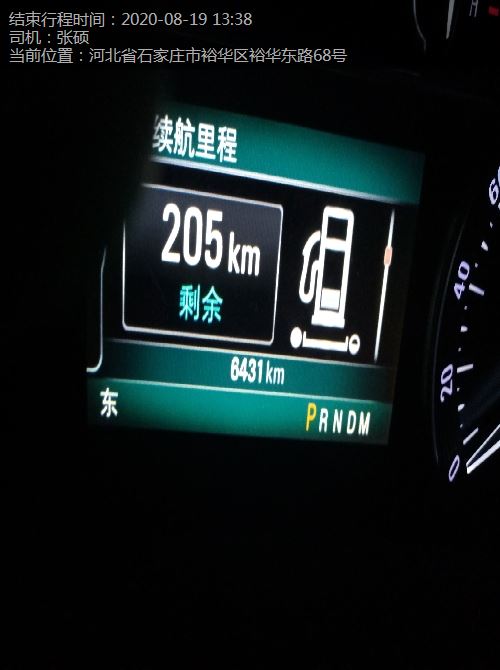 结束行程时间：2020-08-19 13:38
司机：张硕
当前位置：河北省石家庄市裕华区裕华东路68号
续航里程
205 km
剩余
6431 km
东
PRNDM
60
40
20
0